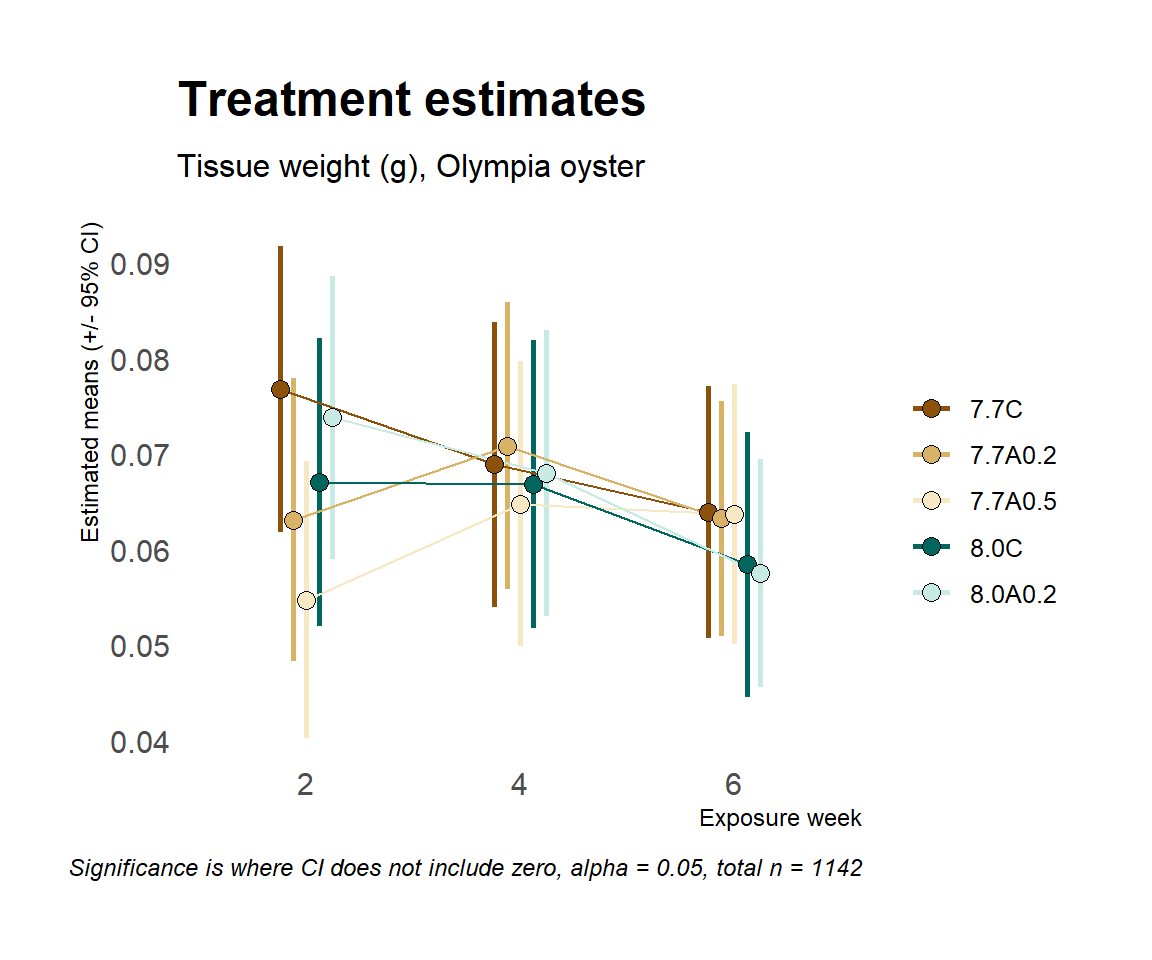 Treatment estimates
Tissue weight (g), Olympia oyster
Estimated means (+/- 95% CI)
0.09
0.08
0.07
0.06
0.05
0.04
2 4 6
Exposure week
7.7C
7.7A0.2
7.7A0.5
8.0C
8.0A0.2
Significance is where CI does not include zero, alpha = 0.05, total n = 1142